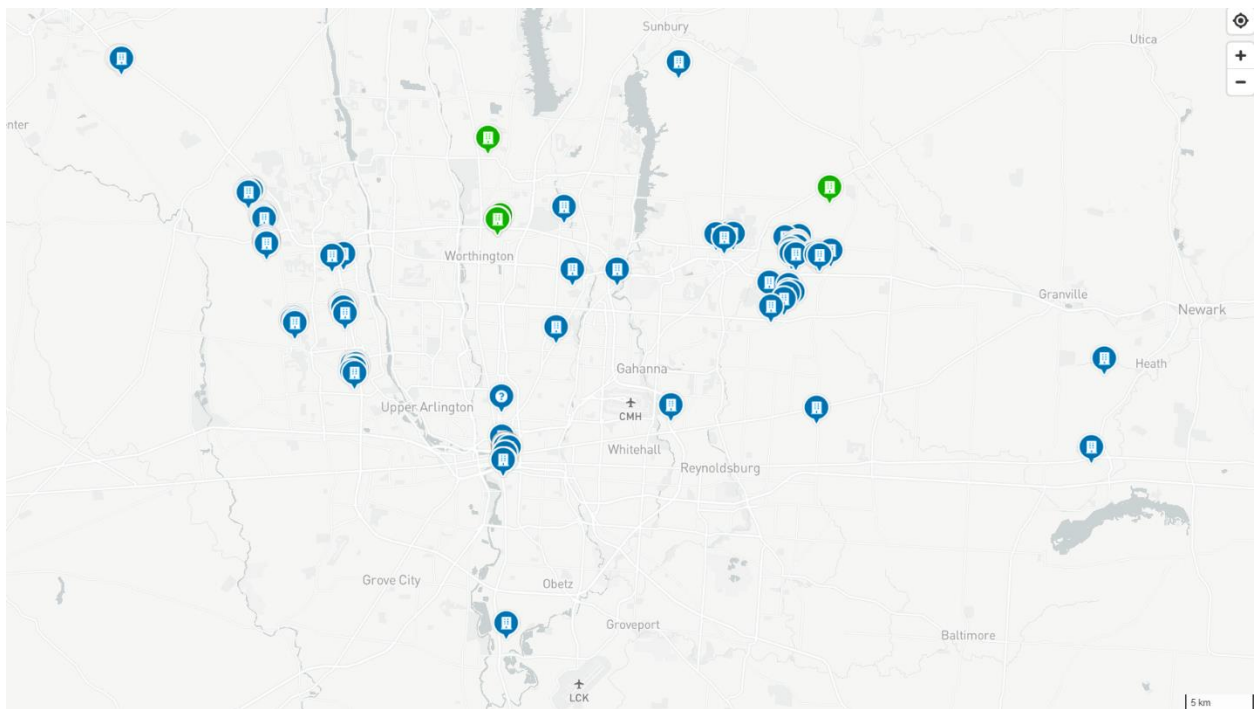 Sunbury
Utica
+
−
nter
Worthington
Granville
Newark
Gahanna
Heath
?
Upper Arlington
CMH
Whitehall
Reynoldsburg
Grove City
Obetz
Groveport
Baltimore
LCK
5 km